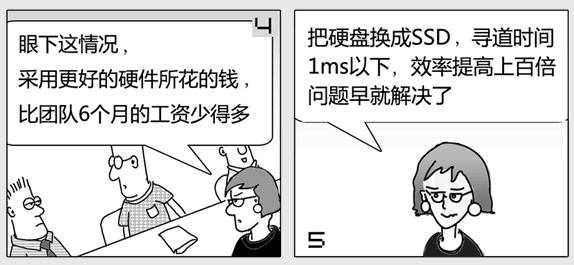 4
眼下这情况，
采用更好的硬件所花的钱，
比团队6个月的工资少得多
把硬盘换成SSD，寻道时间
1ms以下，效率提高上百倍
问题早就解决了
5